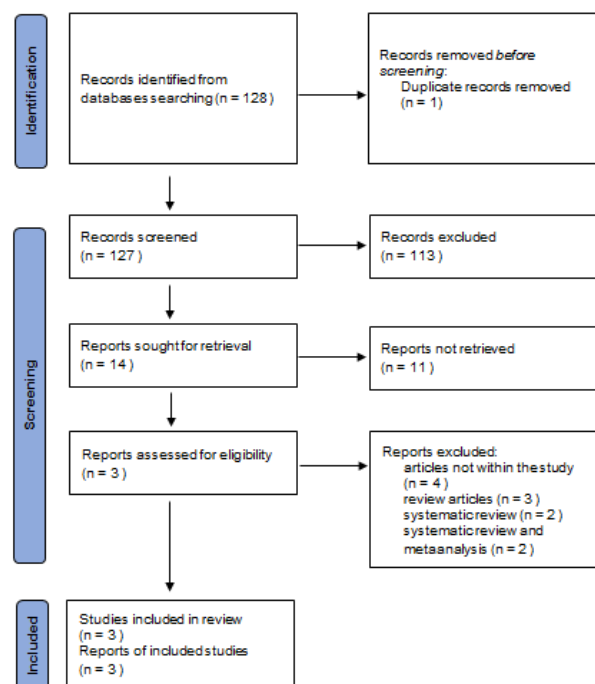 Identification
Records identified from
databases searching (n = 128)
Records removed before
screening:
Duplicate records removed
(n = 1)
Screening
Records screened
(n = 127)
Records excluded
(n = 113)
Reports sought for retrieval
(n = 14)
Reports not retrieved
(n = 11)
Reports assessed for eligibility
(n = 3)
Reports excluded:
articles not within the study
(n = 4)
review articles (n = 3)
systematic review (n = 2)
systematic review and
metaanalysis (n = 2)
Included
Studies included in review
(n = 3)
Reports of included studies
(n = 3)